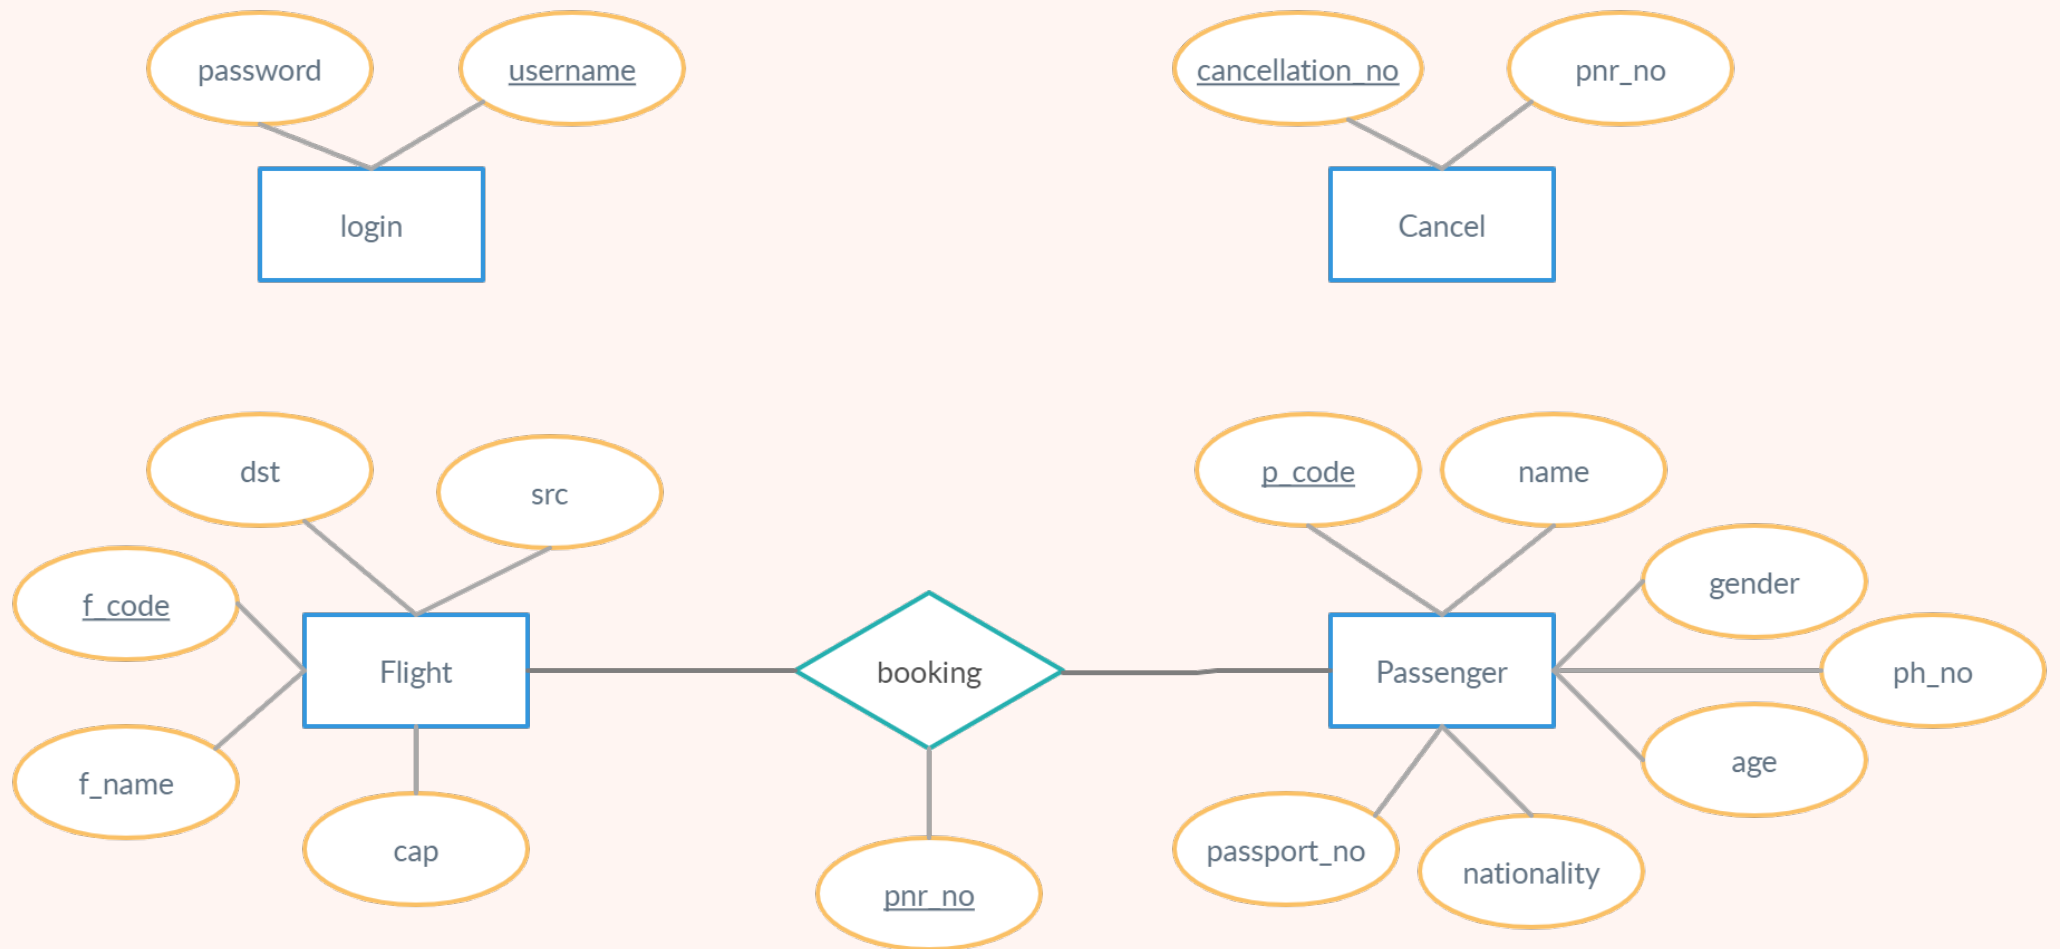 password
username
cancellation_no
pnr_no
login
Cancel
dst
src
p_code
name
f_code
gender
Flight
booking
Passenger
ph_no
f_name
age
cap
passport_no
nationality
pnr_no